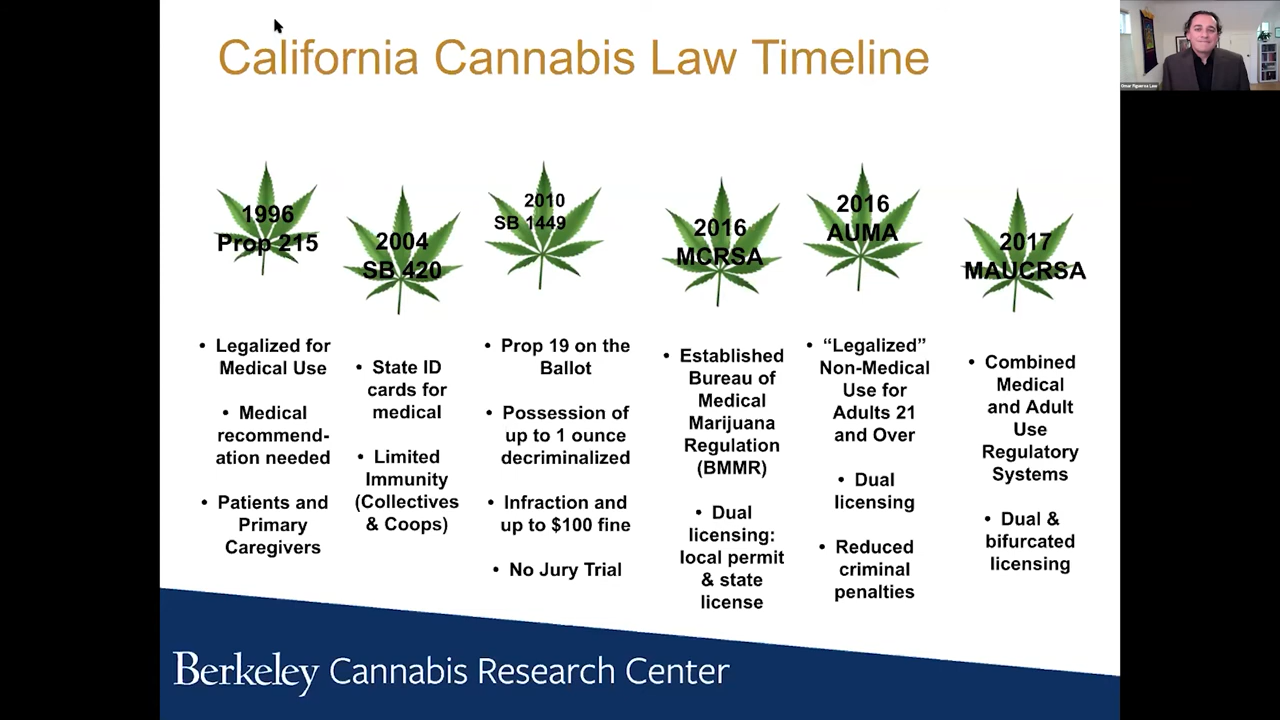 California Cannabis Law Timeline
Omar Figueroa Law
1996
Prop 215
2004
SB 420
2010
SB 1449
2016
MCRSA
2016
AUMA
2017
MAUCRSA
• Legalized for
Medical Use
• Medical
recommend-
ation needed
• Patients and
Primary
Caregivers
• State ID
cards for
medical
• Limited
Immunity
(Collectives
& Coops)
• Prop 19 on the
Ballot
• Possession of
up to 1 ounce
decriminalized
• Infraction and
up to $100 fine
• No Jury Trial
• Established
Bureau of
Medical
Marijuana
Regulation
(BMMR)
• Dual
licensing:
local permit
& state
license
• “Legalized”
Non-Medical
Use for
Adults 21
and Over
• Dual
licensing
• Reduced
criminal
penalties
• Combined
Medical
and Adult
Use
Regulatory
Systems
• Dual &
bifurcated
licensing
Berkeley Cannabis Research Center